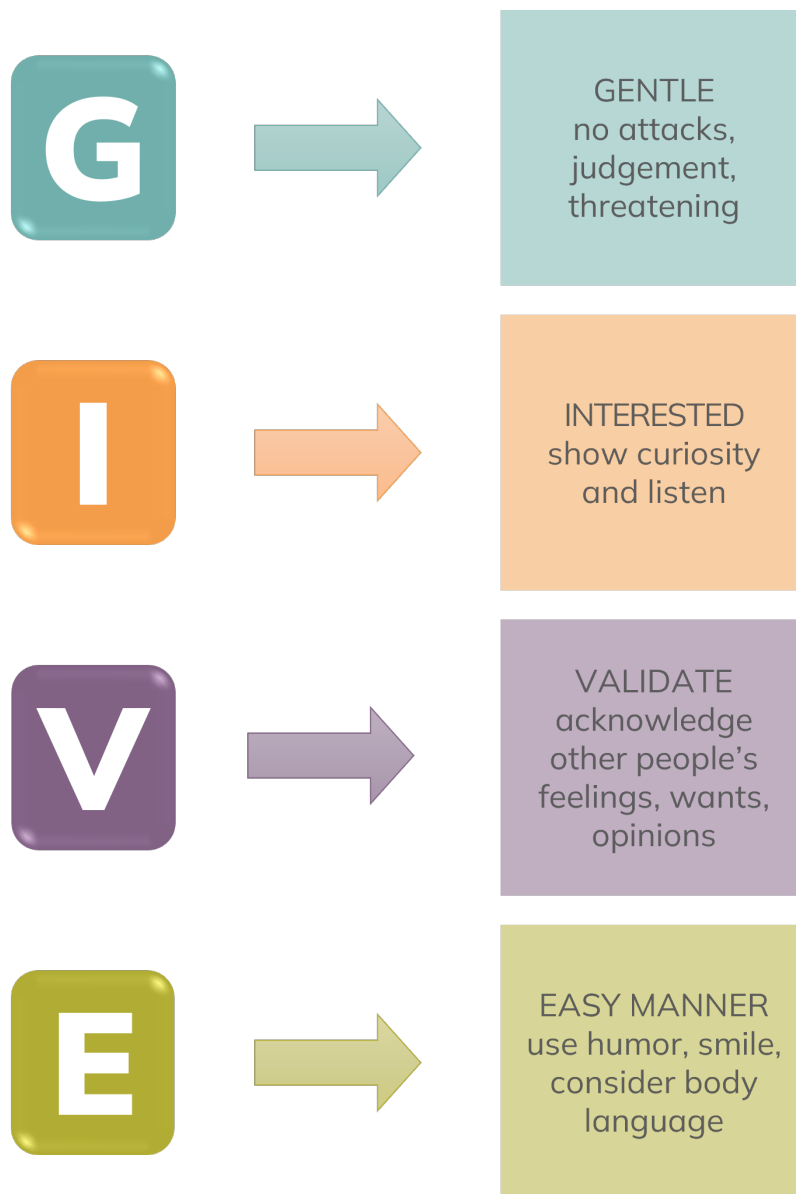 G
GENTLE
no attacks,
judgement,
threatening
I
INTERESTED
show curiosity
and listen
V
VALIDATE
acknowledge
other people’s
feelings, wants,
opinions
E
EASY MANNER
use humor, smile,
consider body
language